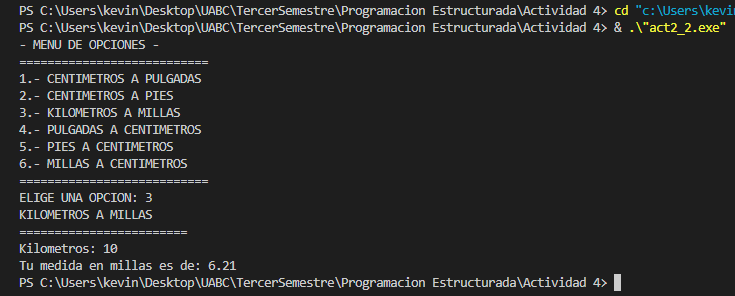 PS C:\Users\kevin\Desktop\UABC\TercerSemestre\Programacion Estructurada\Actividad 4> cd "c:\Users\kevin
PS C:\Users\kevin\Desktop\UABC\TercerSemestre\Programacion Estructurada\Actividad 4> & .\"act2_2.exe"
- MENU DE OPCIONES -
===========================
1.- CENTIMETROS A PULGADAS
2.- CENTIMETROS A PIES
3.- KILOMETROS A MILLAS
4.- PULGADAS A CENTIMETROS
5.- PIES A CENTIMETROS
6.- MILLAS A CENTIMETROS
===========================
ELIGE UNA OPCION: 3
KILOMETROS A MILLAS
========================
Kilometros: 10
Tu medida en millas es de: 6.21
PS C:\Users\kevin\Desktop\UABC\TercerSemestre\Programacion Estructurada\Actividad 4>